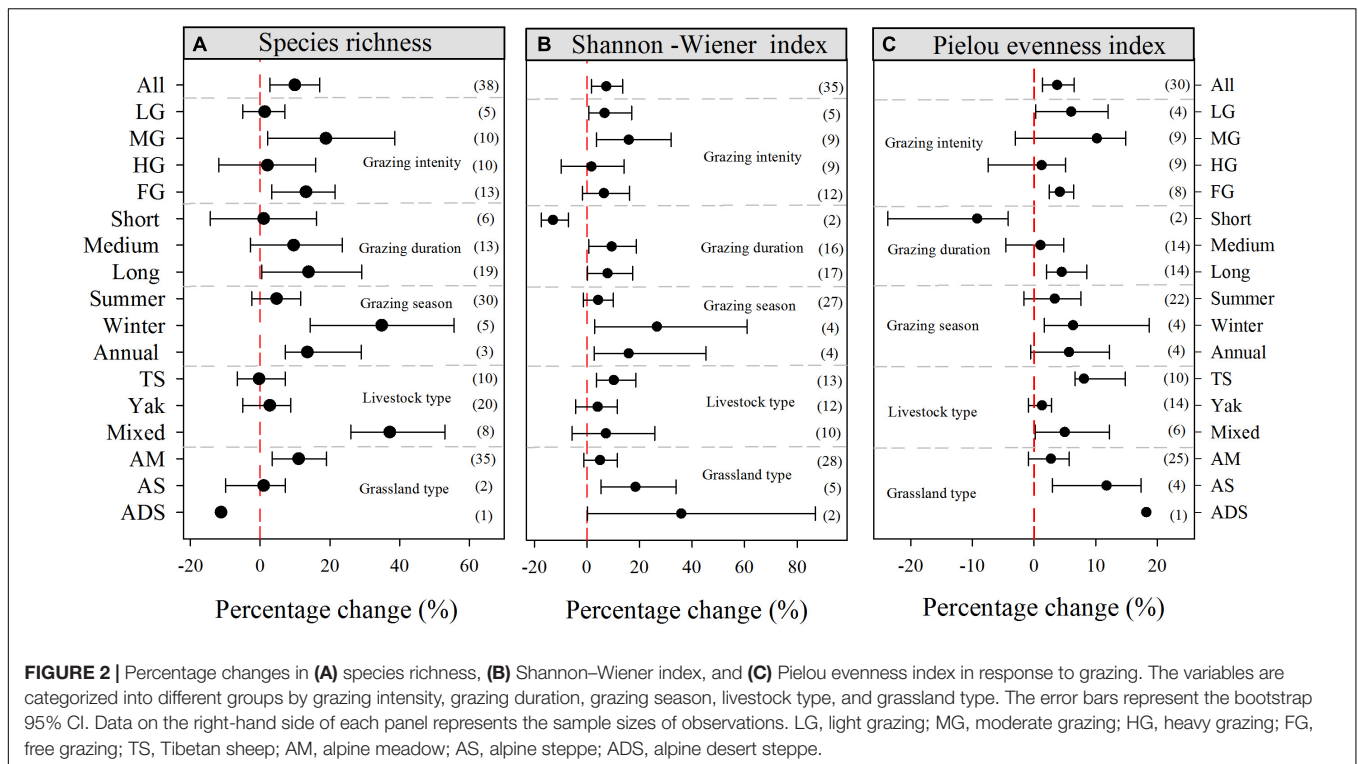 A Species richness
B Shannon -Wiener index
C Pielou evenness index
All (38) (35) (30) All
LG (5) (5) (4) LG
MG (10) (9) (9) MG
Grazing intenity Grazing intenity Grazing intenity
HG (10) (9) (9) HG
FG (13) (12) (8) FG
Short (6) (2) (2) Short
Grazing duration Grazing duration Grazing duration
Medium (13) (16) (14) Medium
Long (19) (17) (14) Long
Summer (30) (27) (22) Summer
Grazing season Grazing season Grazing season
Winter (5) (4) (4) Winter
Annual (3) (4) (4) Annual
TS (10) (13) (10) TS
Livestock type Livestock type Livestock type
Yak (20) (12) (14) Yak
Mixed (8) (10) (6) Mixed
AM (35) (28) (25) AM
Grassland type Grassland type Grassland type
AS (2) (5) (4) AS
ADS (1) (2) (1) ADS
-20 0 20 40 60 -20 0 20 40 60 80 -20 -10 0 10 20
Percentage change (%) Percentage change (%) Percentage change (%)
FIGURE 2 | Percentage changes in (A) species richness, (B) Shannon–Wiener index, and (C) Pielou evenness index in response to grazing. The variables are
categorized into different groups by grazing intensity, grazing duration, grazing season, livestock type, and grassland type. The error bars represent the bootstrap
95% CI. Data on the right-hand side of each panel represents the sample sizes of observations. LG, light grazing; MG, moderate grazing; HG, heavy grazing; FG,
free grazing; TS, Tibetan sheep; AM, alpine meadow; AS, alpine steppe; ADS, alpine desert steppe.